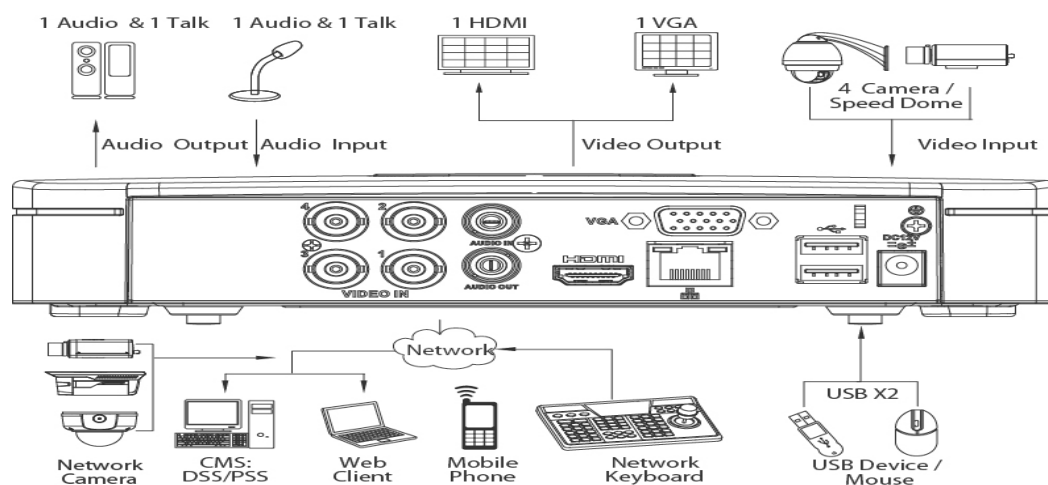 1 Audio & 1 Talk
1 Audio & 1 Talk
1 HDMI
1 VGA
4 Camera /
Speed Dome
Audio Output
Audio Input
Video Output
Video Input
4
2
VGA
AUDIO IN
DC12V
HDMI
3
1
AUDIO OUT
VIDEO IN
Network
USB X2
Network
Camera
CMS:
DSS/PSS
Web
Client
Mobile
Phone
Network
Keyboard
USB Device /
Mouse